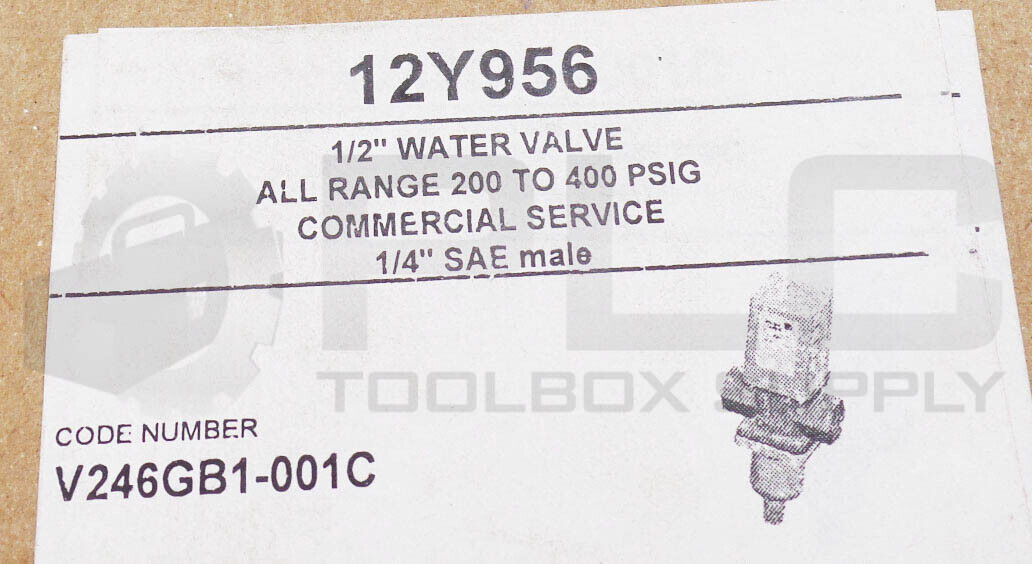 12Y956
1/2" WATER VALVE
ALL RANGE 200 TO 400 PSIG
COMMERCIAL SERVICE
1/4" SAE male
PLC
TOOLBOX SUPPLY
CODE NUMBER
V246GB1-001C